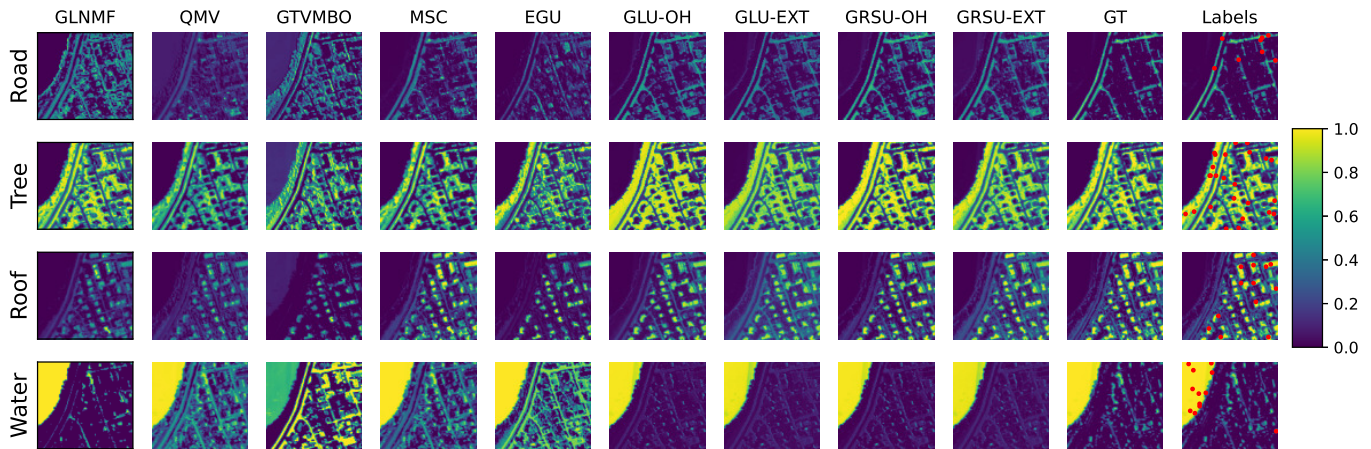 GLNMF QMV GTVMBO MSC EGU GLU-OH GLU-EXT GRSU-OH GRSU-EXT GT Labels
Road
Tree
Roof
Water
1.0
0.8
0.6
0.4
0.2
0.0